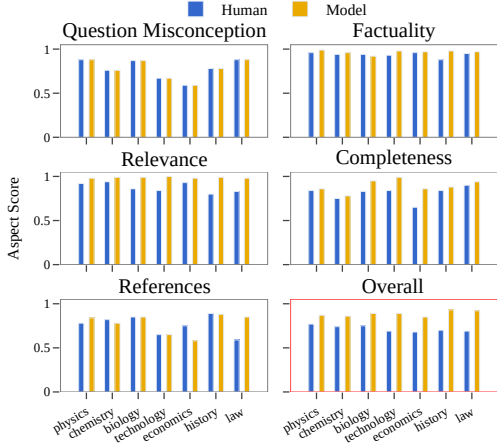 Human Model
Question Misconception Factuality
1
0.5
0
Relevance Completeness
1
0.5
0
Aspect Score
References Overall
1
0.5
0
physics chemistry biology technology economics history law
physics chemistry biology technology economics history law